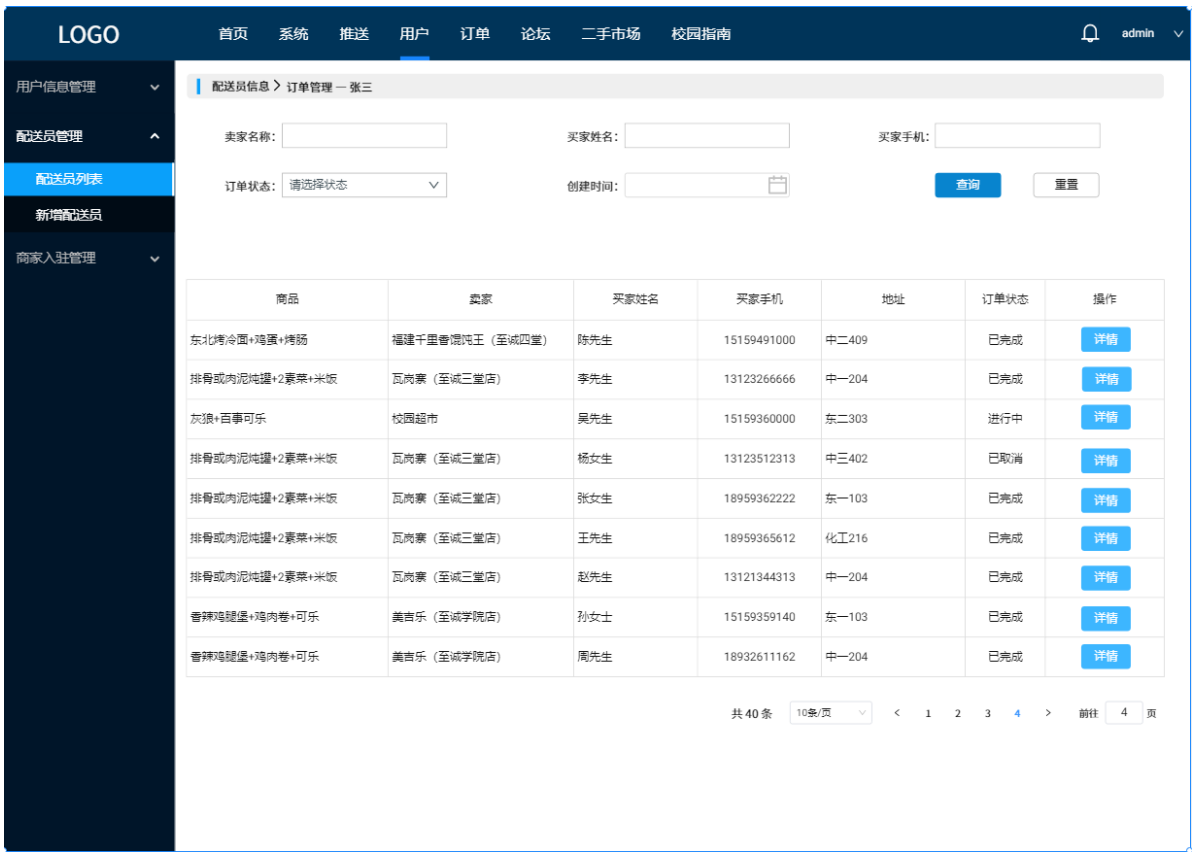 LOGO 首页 系统 推送 用户 订单 论坛 二手市场 校园指南 admin
用户信息管理
配送员管理
配送员列表
新增配送员
商家入驻管理
配送员信息 > 订单管理 — 张三
卖家名称: 买家姓名: 买家手机:
订单状态: 请选择状态 创建时间: 查询 重置
商品 卖家 买家姓名 买家手机 地址 订单状态 操作
东北烤冷面+鸡蛋+烤肠 福建千里香馄饨王（至诚四堂） 陈先生 15159491000 中二409 已完成 详情
排骨或肉泥炖罐+2素菜+米饭 瓦岗寨（至诚三堂店） 李先生 13123266666 中一204 已完成 详情
灰狼+百事可乐 校园超市 吴先生 15159360000 东二303 进行中 详情
排骨或肉泥炖罐+2素菜+米饭 瓦岗寨（至诚三堂店） 杨女生 13123512313 中三402 已取消 详情
排骨或肉泥炖罐+2素菜+米饭 瓦岗寨（至诚三堂店） 张女生 18959362222 东一103 已完成 详情
排骨或肉泥炖罐+2素菜+米饭 瓦岗寨（至诚三堂店） 王先生 18959365612 化工216 已完成 详情
排骨或肉泥炖罐+2素菜+米饭 瓦岗寨（至诚三堂店） 赵先生 13121344313 中一204 已完成 详情
香辣鸡腿堡+鸡肉卷+可乐 美吉乐（至诚学院店） 孙女士 15159359140 东一103 已完成 详情
香辣鸡腿堡+鸡肉卷+可乐 美吉乐（至诚学院店） 周先生 18932611162 中一204 已完成 详情
共 40 条 10条/页 < 1 2 3 4 > 前往 4 页